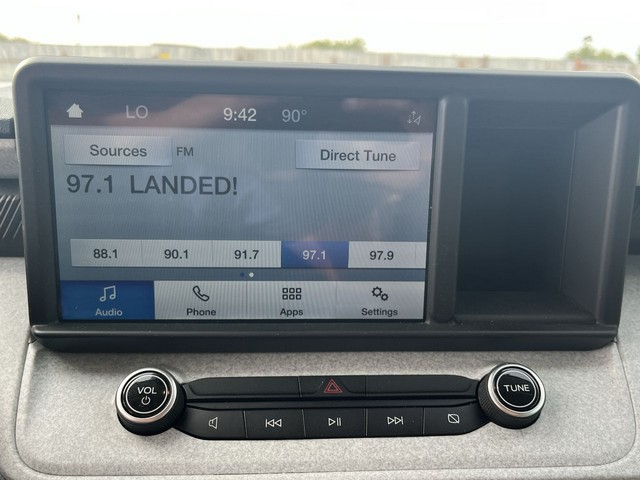 LO 9:42 90°
Sources FM Direct Tune
97.1 LANDED!
88.1 90.1 91.7 97.1 97.9
Audio Phone Apps Settings
VOL TUNE